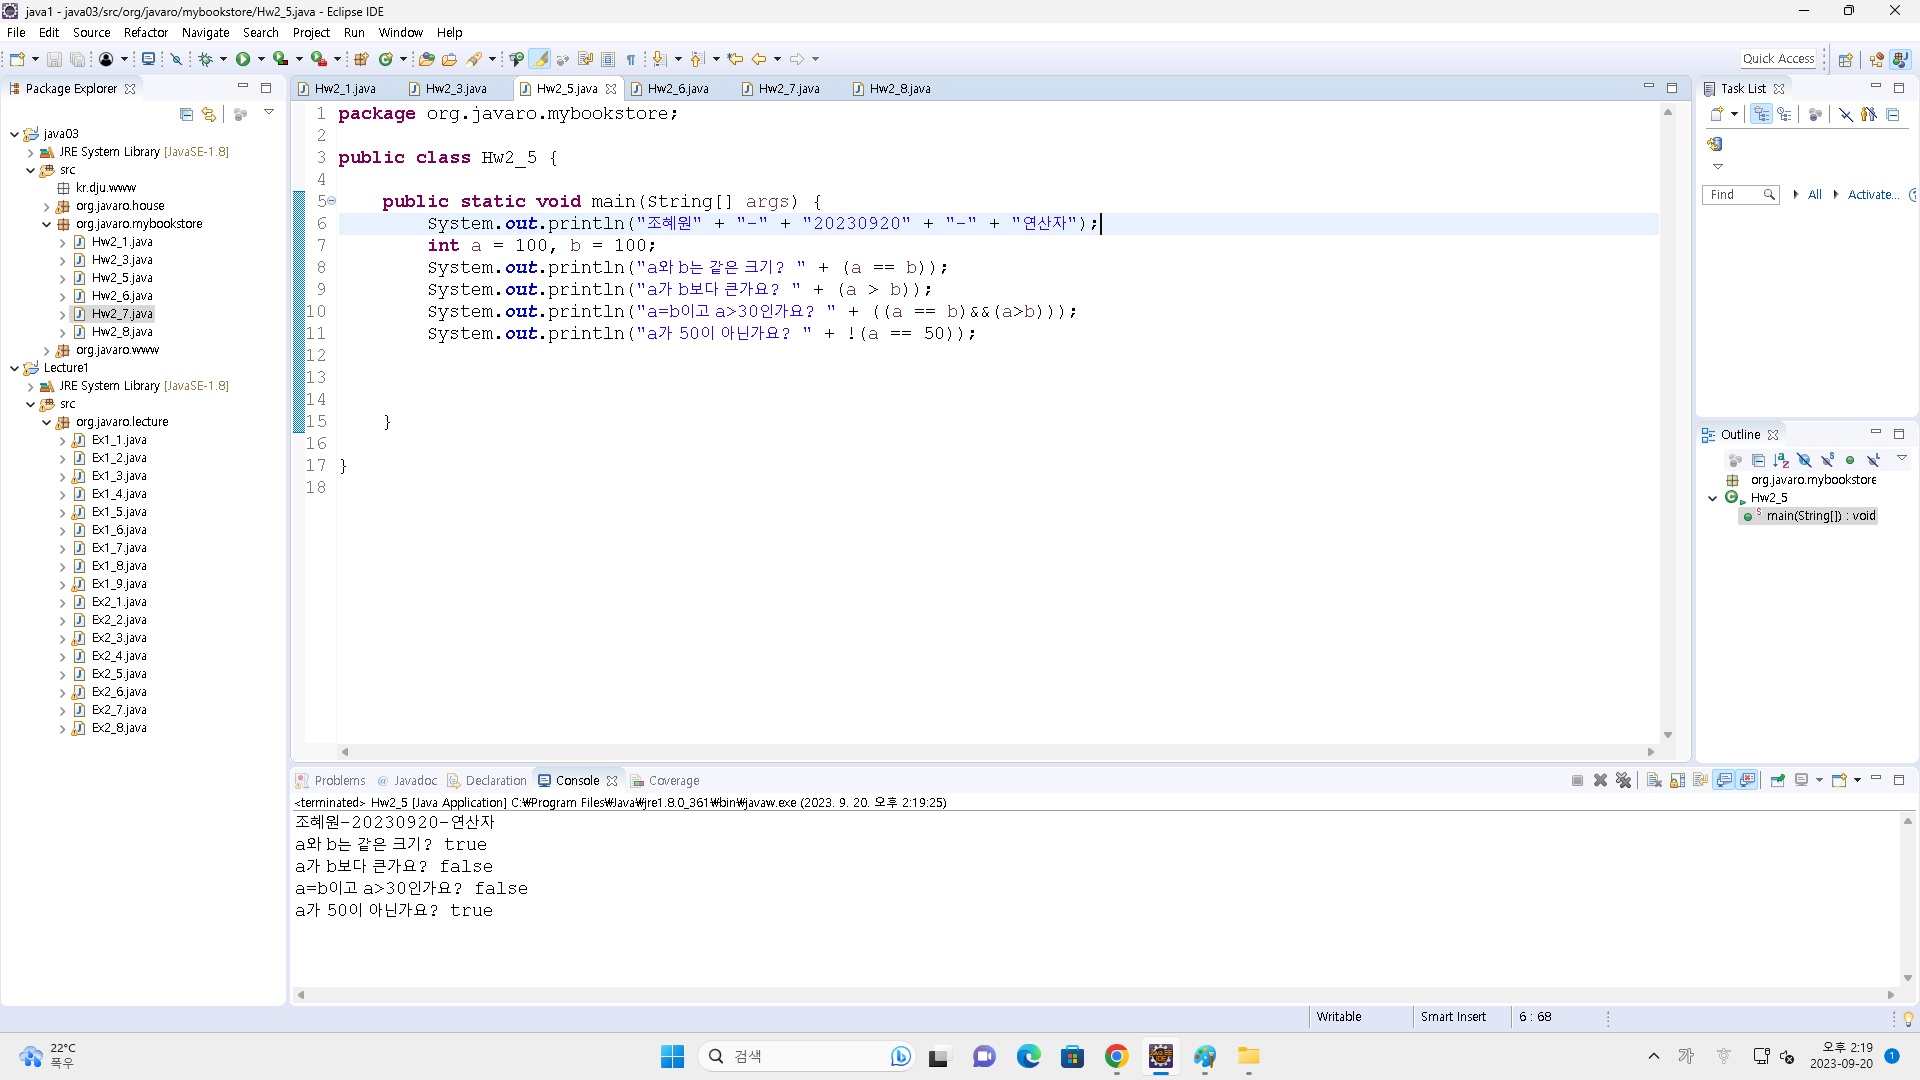 java1 - java03/src/org/javaro/mybookstore/Hw2_5.java - Eclipse IDE
File Edit Source Refactor Navigate Search Project Run Window Help
Quick Access
Package Explorer
java03
JRE System Library [JavaSE-1.8]
src
kr.dju.www
org.javaro.house
org.javaro.mybookstore
Hw2_1.java
Hw2_3.java
Hw2_5.java
Hw2_6.java
Hw2_7.java
Hw2_8.java
org.javaro.www
Lecture1
JRE System Library [JavaSE-1.8]
src
org.javaro.lecture
Ex1_1.java
Ex1_2.java
Ex1_3.java
Ex1_4.java
Ex1_5.java
Ex1_6.java
Ex1_7.java
Ex1_8.java
Ex1_9.java
Ex2_1.java
Ex2_2.java
Ex2_3.java
Ex2_4.java
Ex2_5.java
Ex2_6.java
Ex2_7.java
Ex2_8.java
Hw2_1.java Hw2_3.java Hw2_5.java Hw2_6.java Hw2_7.java Hw2_8.java
1 package org.javaro.mybookstore;
2
3 public class Hw2_5 {
4
5 public static void main(String[] args) {
6 System.out.println("조혜원" + "-" + "20230920" + "-" + "연산자");
7 int a = 100, b = 100;
8 System.out.println("a와 b는 같은 크기? " + (a == b));
9 System.out.println("a가 b보다 큰가요? " + (a > b));
10 System.out.println("a=b이고 a>30인가요? " + ((a == b)&&(a>b)));
11 System.out.println("a가 50이 아닌가요? " + !(a == 50));
12
13
14
15 }
16
17 }
18
Task List
Find All Activate...
Outline
org.javaro.mybookstore
Hw2_5
main(String[]) : void
Problems Javadoc Declaration Console Coverage
<terminated> Hw2_5 [Java Application] C:₩Program Files₩Java₩jre1.8.0_361₩bin₩javaw.exe (2023. 9. 20. 오후 2:19:25)
조혜원-20230920-연산자
a와 b는 같은 크기? true
a가 b보다 큰가요? false
a=b이고 a>30인가요? false
a가 50이 아닌가요? true
Writable Smart Insert 6 : 68
22°C
폭우
검색
가
오후 2:19
2023-09-20
1